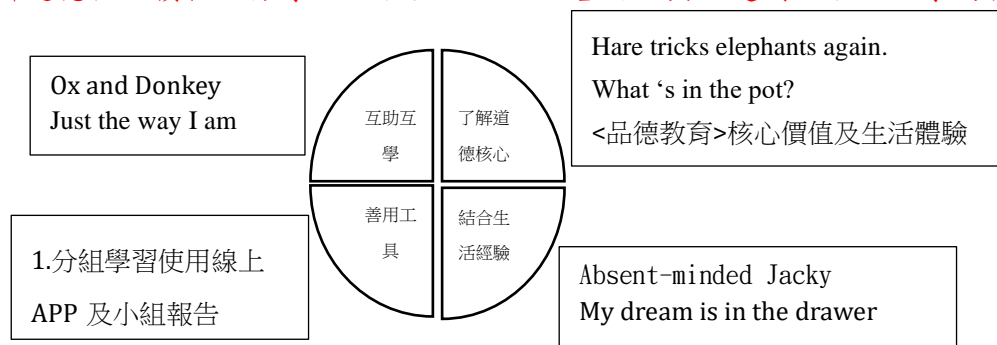 Ox and Donkey
Just the way I am
互助互
學
了解道
德核心
Hare tricks elephants again.
What ‘s in the pot?
<品德教育>核心價值及生活體驗
1.分組學習使用線上
APP 及小組報告
善用工
具
結合生
活經驗
Absent-minded Jacky
My dream is in the drawer